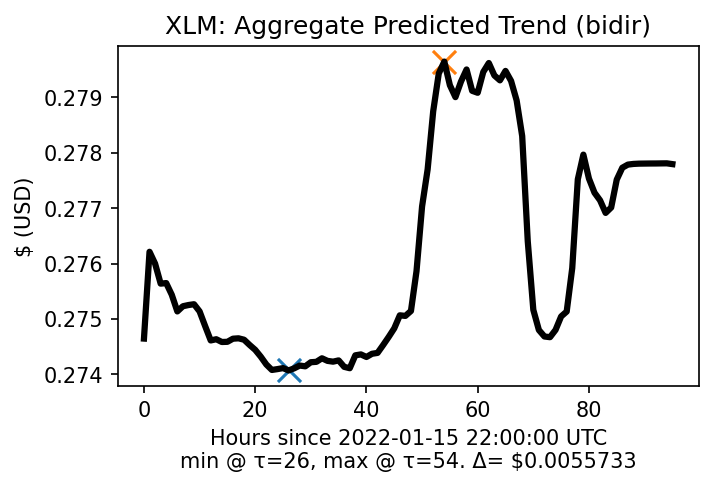 XLM: Aggregate Predicted Trend (bidir)
$ (USD)
0.279
0.278
0.277
0.276
0.275
0.274
0 20 40 60 80
Hours since 2022-01-15 22:00:00 UTC
min @ τ=26, max @ τ=54. Δ= $0.0055733